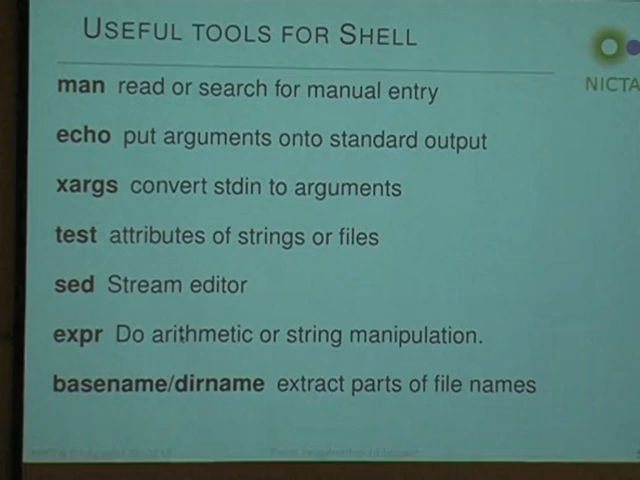 USEFUL TOOLS FOR SHELL
NICTA
man read or search for manual entry
echo put arguments onto standard output
xargs convert stdin to arguments
test attributes of strings or files
sed Stream editor
expr Do arithmetic or string manipulation.
basename/dirname extract parts of file names